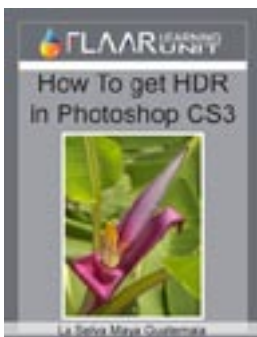 FLAAR LEARNING
UNIT
How To get HDR
in Photoshop CS3
La Selva Maya Guatemala